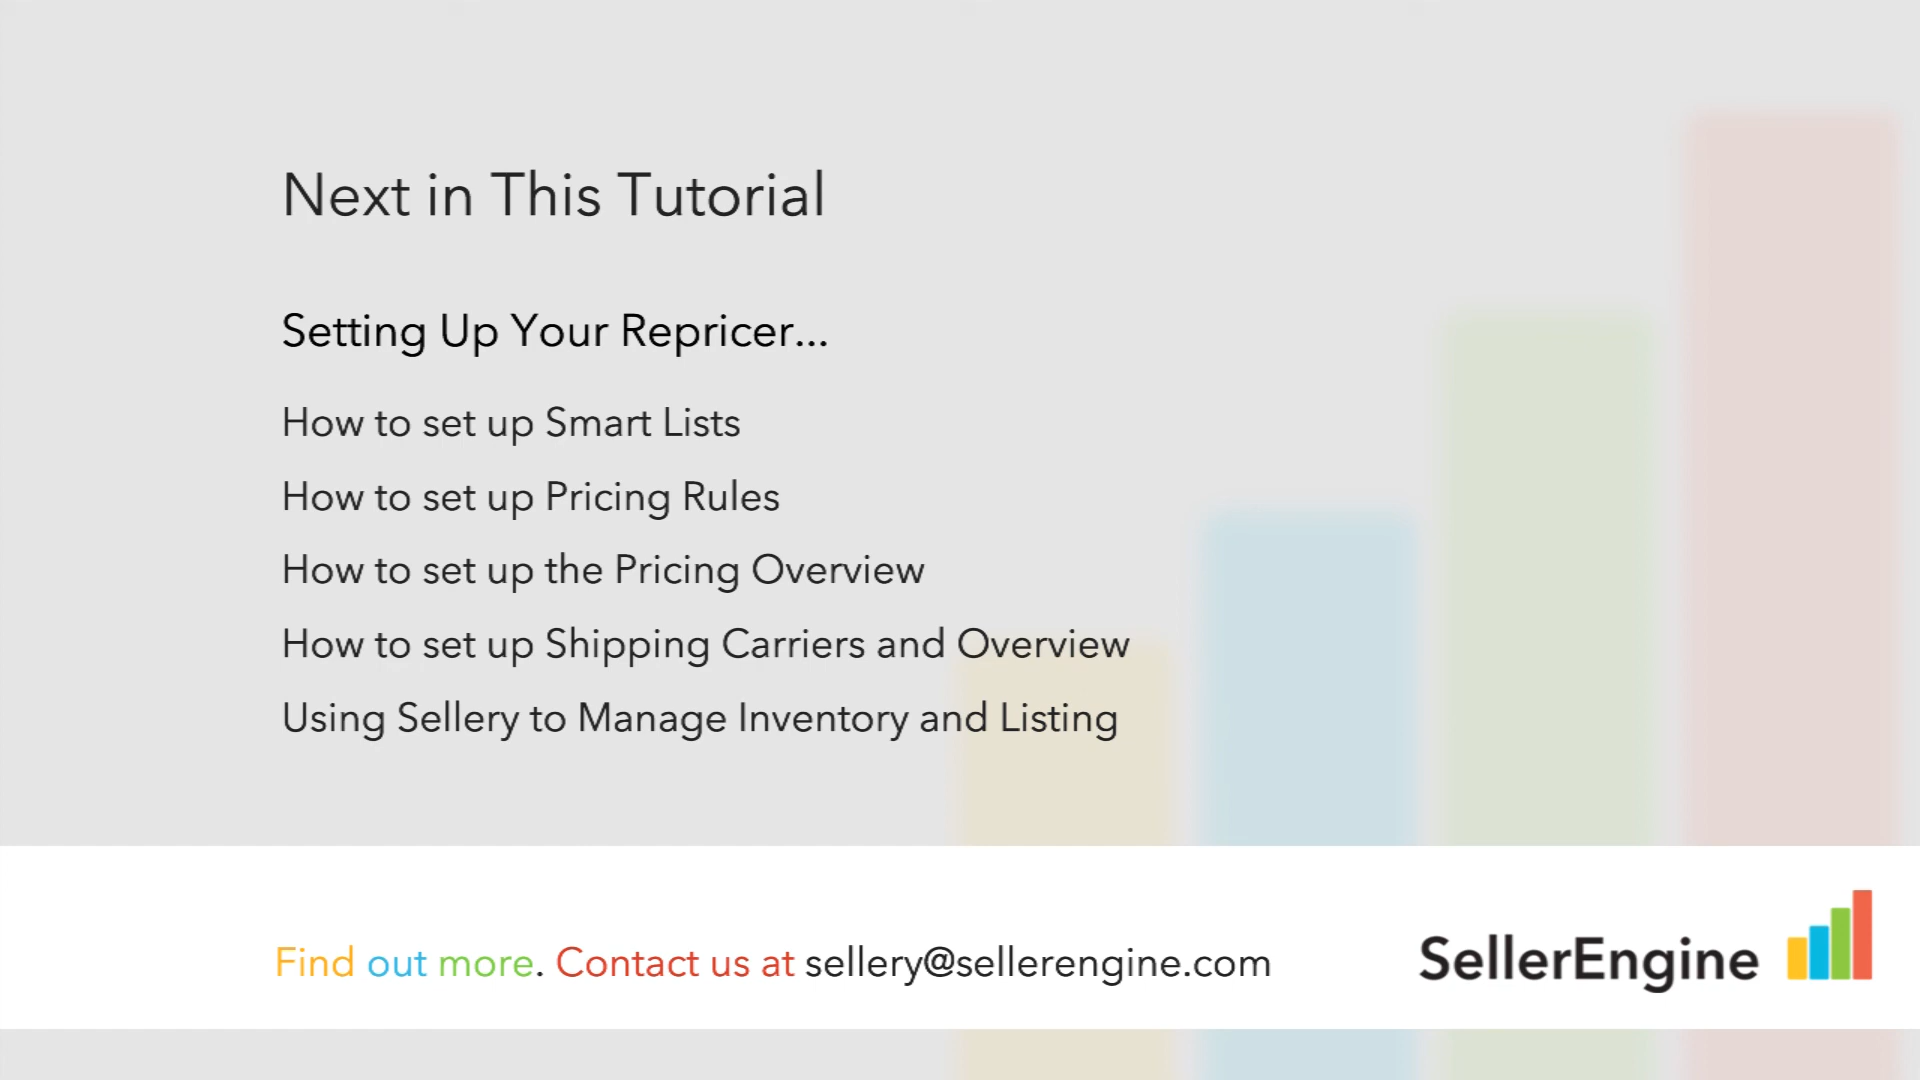 Next in This Tutorial
Setting Up Your Repricer...
How to set up Smart Lists
How to set up Pricing Rules
How to set up the Pricing Overview
How to set up Shipping Carriers and Overview
Using Sellery to Manage Inventory and Listing
Find out more. Contact us at sellery@sellerengine.com
SellerEngine